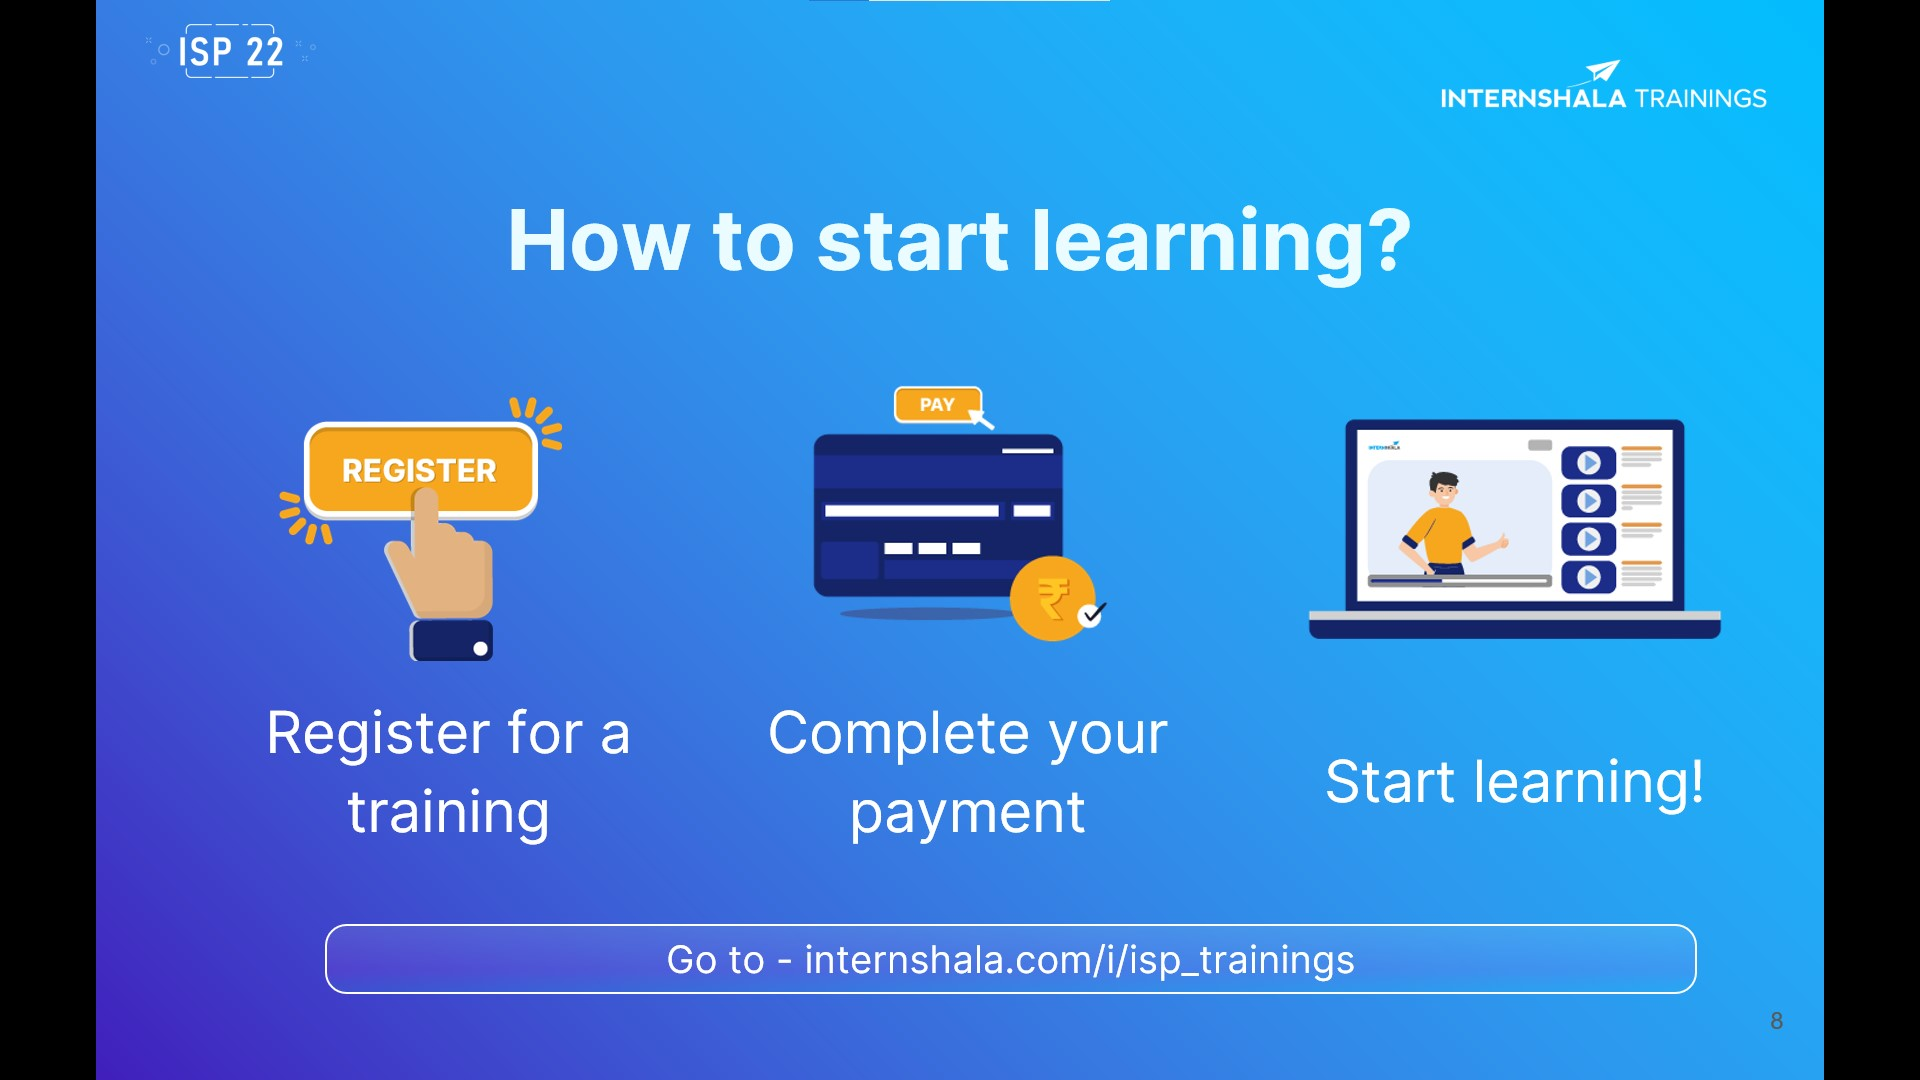 ISP 22
INTERNSHALA TRAININGS
How to start learning?
REGISTER
PAY
₹
INTERNSHALA
Register for a
training
Complete your
payment
Start learning!
Go to - internshala.com/i/isp_trainings
8